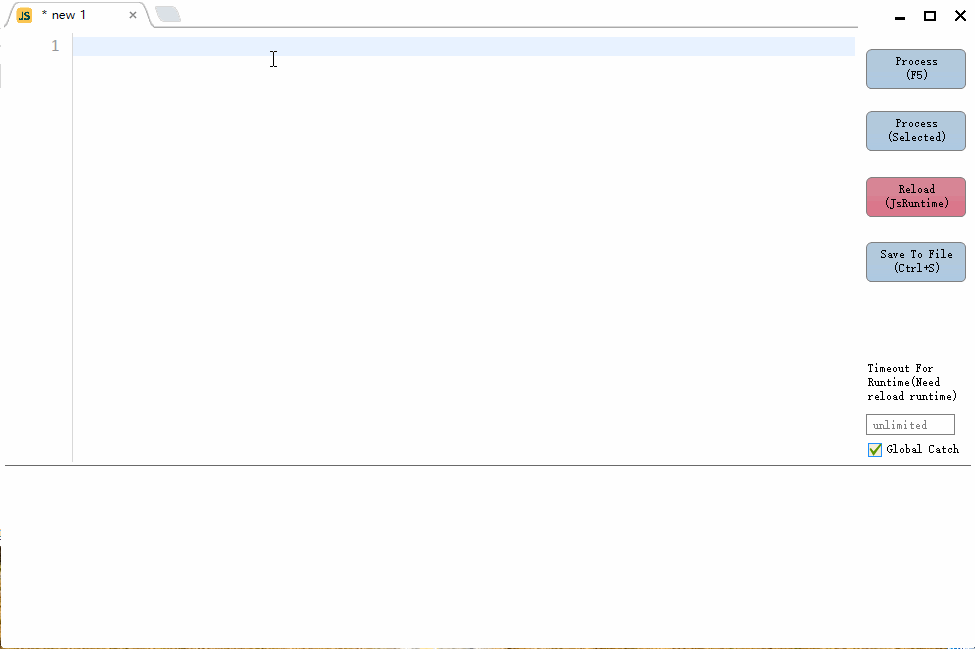 JS * new 1
1
Process
(F5)
Process
(Selected)
Reload
(JsRuntime)
Save To File
(Ctrl+S)
Timeout For
Runtime(Need
reload runtime)
unlimited
Global Catch